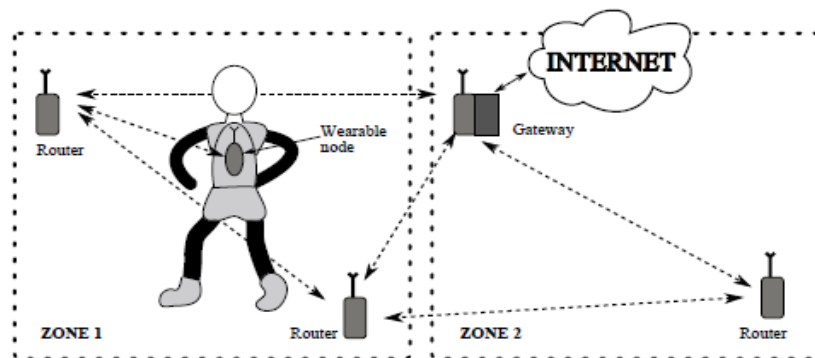 INTERNET
Wearable
node
Gateway
Router
ZONE 1
Router
ZONE 2
Router